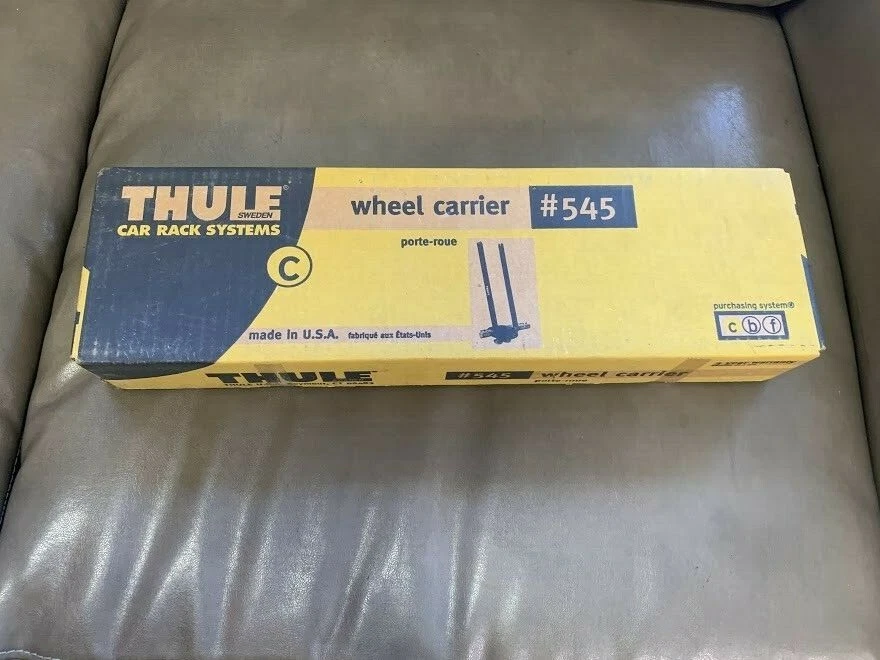 THULE®
SWEDEN
CAR RACK SYSTEMS
C
wheel carrier #545
porte-roue
made in U.S.A. fabriqué aux États-Unis
purchasing system
c b f
THULE
#545 wheel carrier
porte-roue